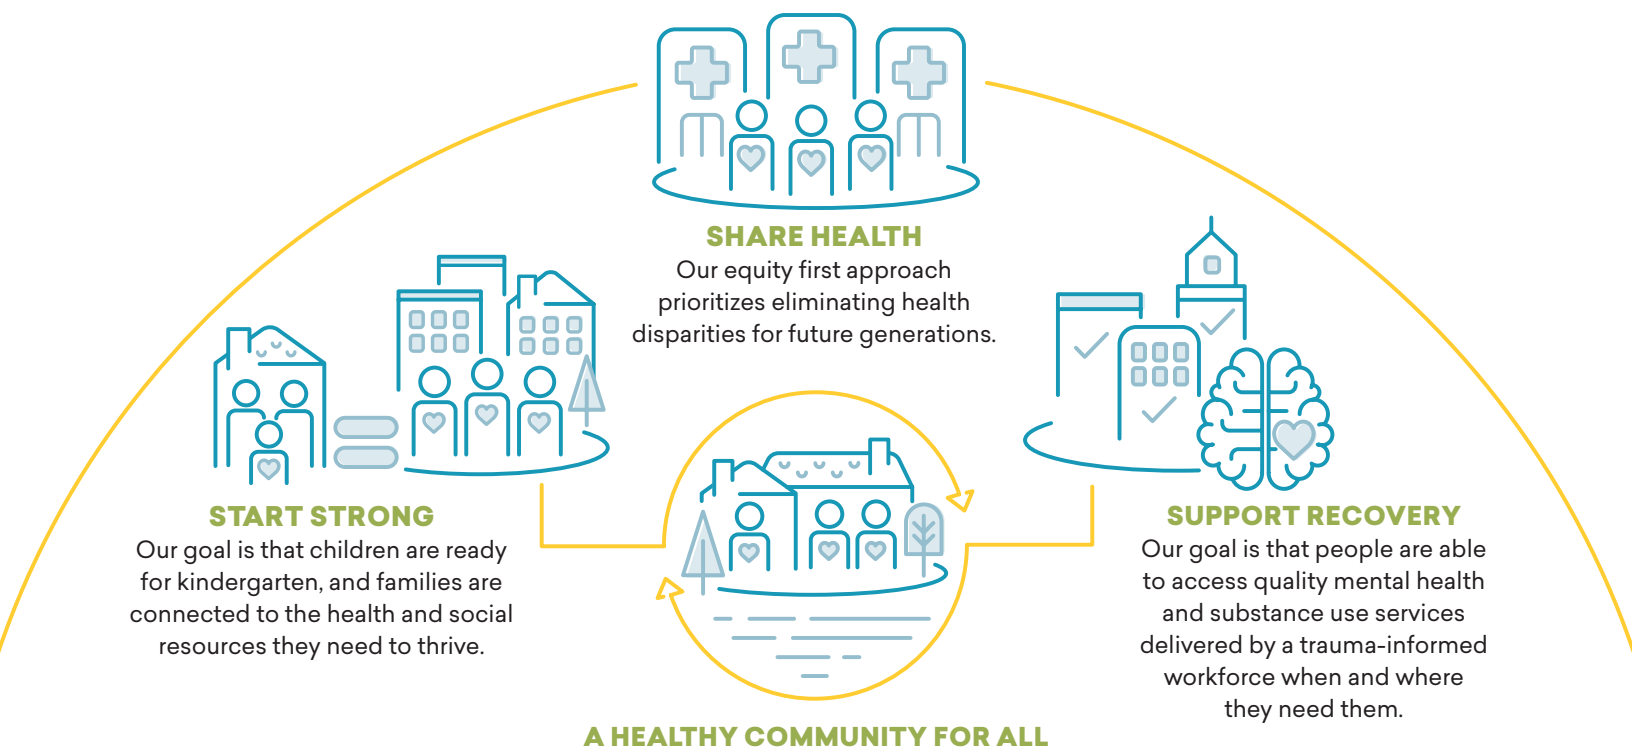 SHARE HEALTH
Our equity first approach
prioritizes eliminating health
disparities for future generations.
START STRONG
Our goal is that children are ready
for kindergarten, and families are
connected to the health and social
resources they need to thrive.
SUPPORT RECOVERY
Our goal is that people are able
to access quality mental health
and substance use services
delivered by a trauma-informed
workforce when and where
they need them.
A HEALTHY COMMUNITY FOR ALL